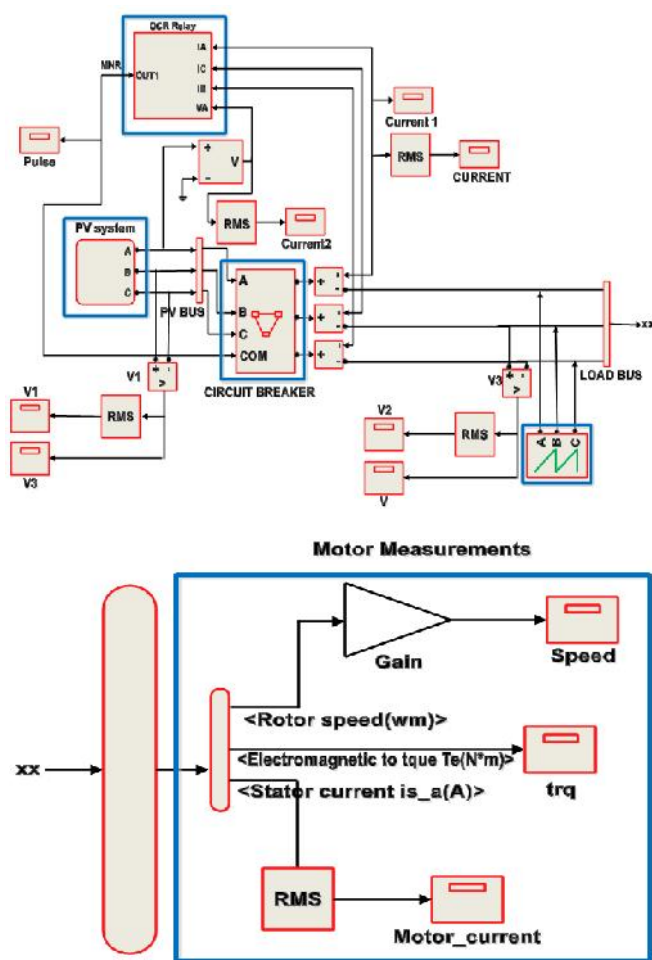 OCR Relay
IA
MNR
OUT1
IC
IB
VA
Pulse
Current 1
RMS
CURRENT
+
-
V
PV system
RMS
Current2
A
B
C
PV BUS
A
B
C
COM
+
-
+
-
+
-
LOAD BUS
xx
CIRCUIT BREAKER
V1
+ -
V
V3
+ -
V
V1
RMS
V3
V2
RMS
V
A
B
C
Motor Measurements
Gain
Speed
<Rotor speed(wm)>
xx
<Electromagnetic to tque Te(N*m)>
trq
<Stator current is_a(A)>
RMS
Motor_current